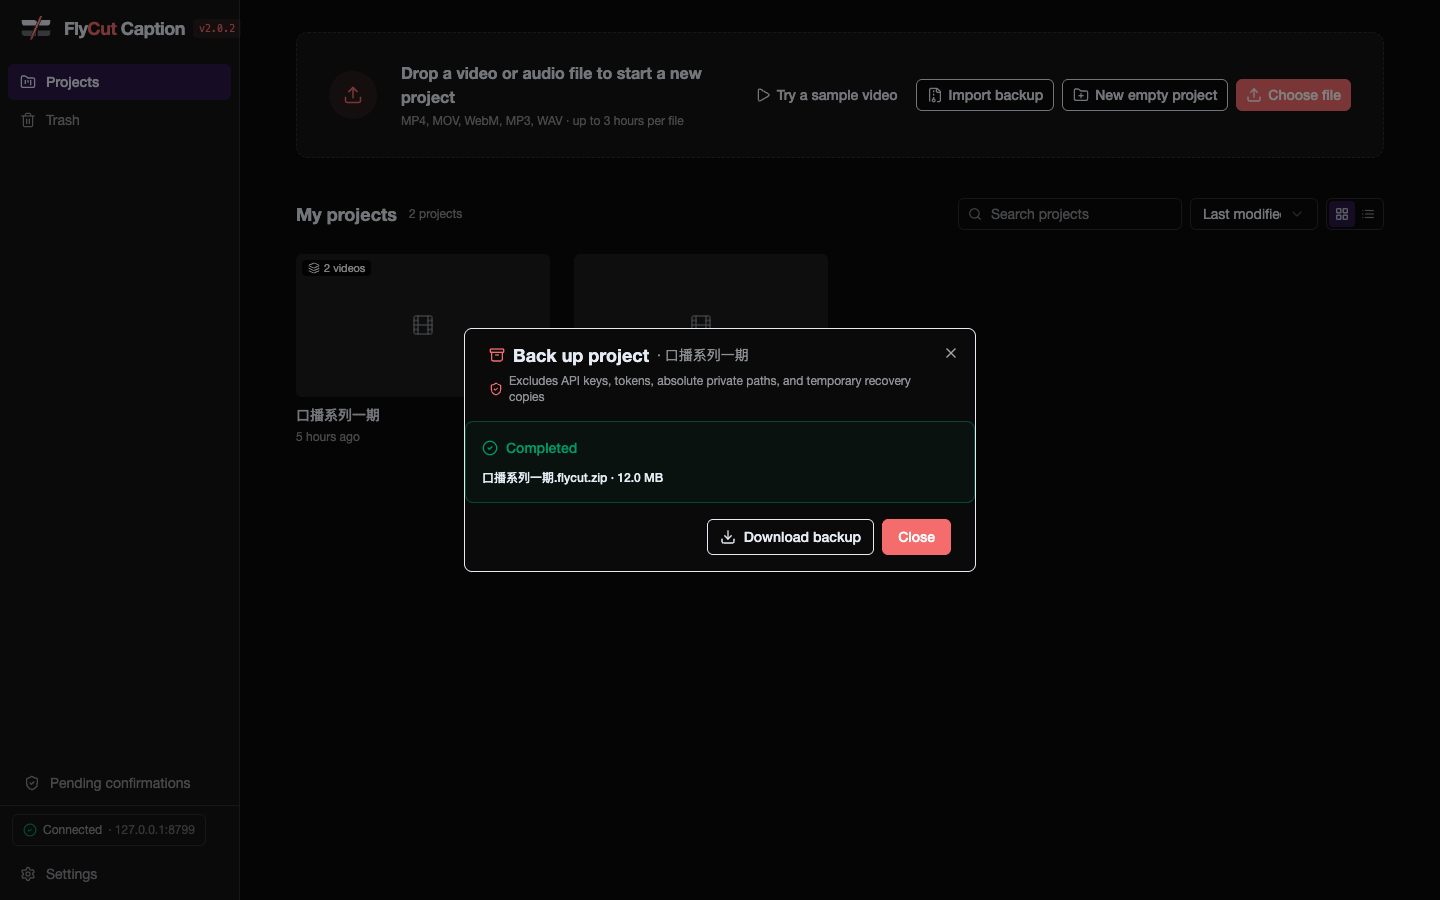 FlyCut Caption v2.0.2
Projects
Trash
Drop a video or audio file to start a new
project
MP4, MOV, WebM, MP3, WAV · up to 3 hours per file
Try a sample video
Import backup
New empty project
Choose file
My projects
2 projects
Search projects
Last modifie
2 videos
口播系列一期
5 hours ago
Back up project · 口播系列一期
Excludes API keys, tokens, absolute private paths, and temporary recovery
copies
Completed
口播系列一期.flycut.zip · 12.0 MB
Download backup
Close
Pending confirmations
Connected · 127.0.0.1:8799
Settings